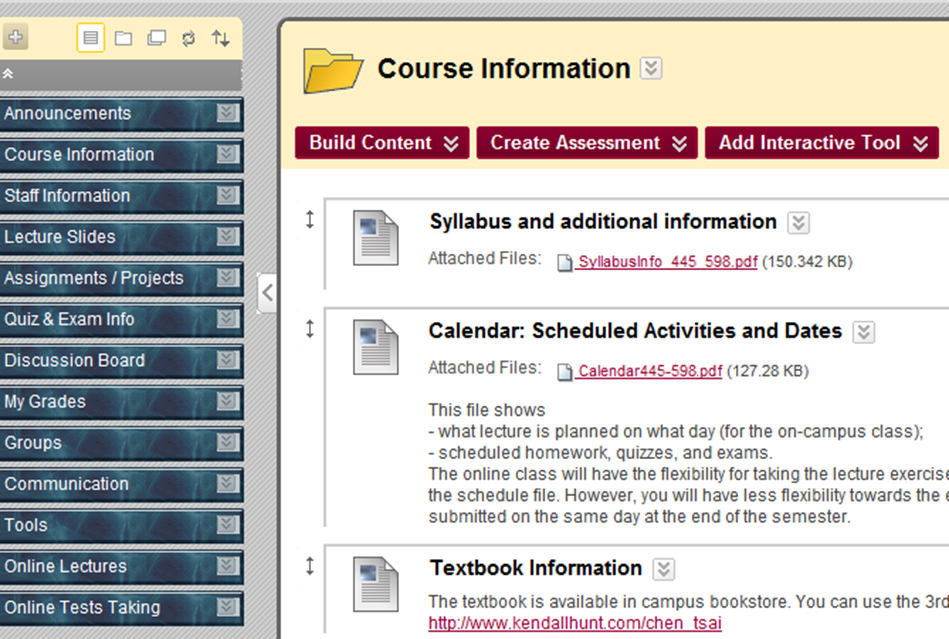 Announcements
Course Information
Staff Information
Lecture Slides
Assignments / Projects
Quiz & Exam Info
Discussion Board
My Grades
Groups
Communication
Tools
Online Lectures
Online Tests Taking
Course Information
Build Content
Create Assessment
Add Interactive Tool
Syllabus and additional information
Attached Files: SyllabusInfo_445_598.pdf (150.342 KB)
Calendar: Scheduled Activities and Dates
Attached Files: Calendar445-598.pdf (127.28 KB)
This file shows
- what lecture is planned on what day (for the on-campus class);
- scheduled homework, quizzes, and exams.
The online class will have the flexibility for taking the lecture exercise
the schedule file. However, you will have less flexibility towards the
submitted on the same day at the end of the semester.
Textbook Information
The textbook is available in campus bookstore. You can use the 3rd
http://www.kendallhunt.com/chen_tsai